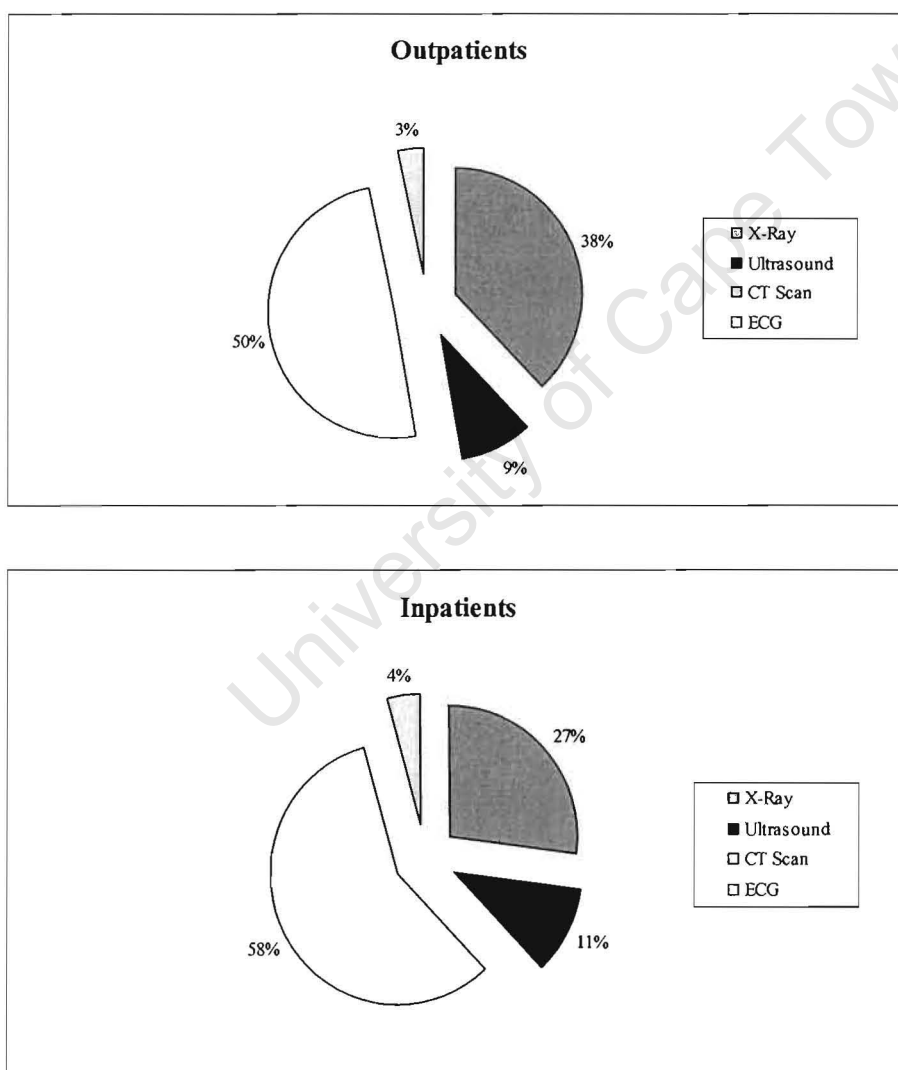 Outpatients
3%
38%
50%
9%
X-Ray
Ultrasound
CT Scan
ECG
Inpatients
4%
27%
58%
11%
X-Ray
Ultrasound
CT Scan
ECG
University of Cape Tow